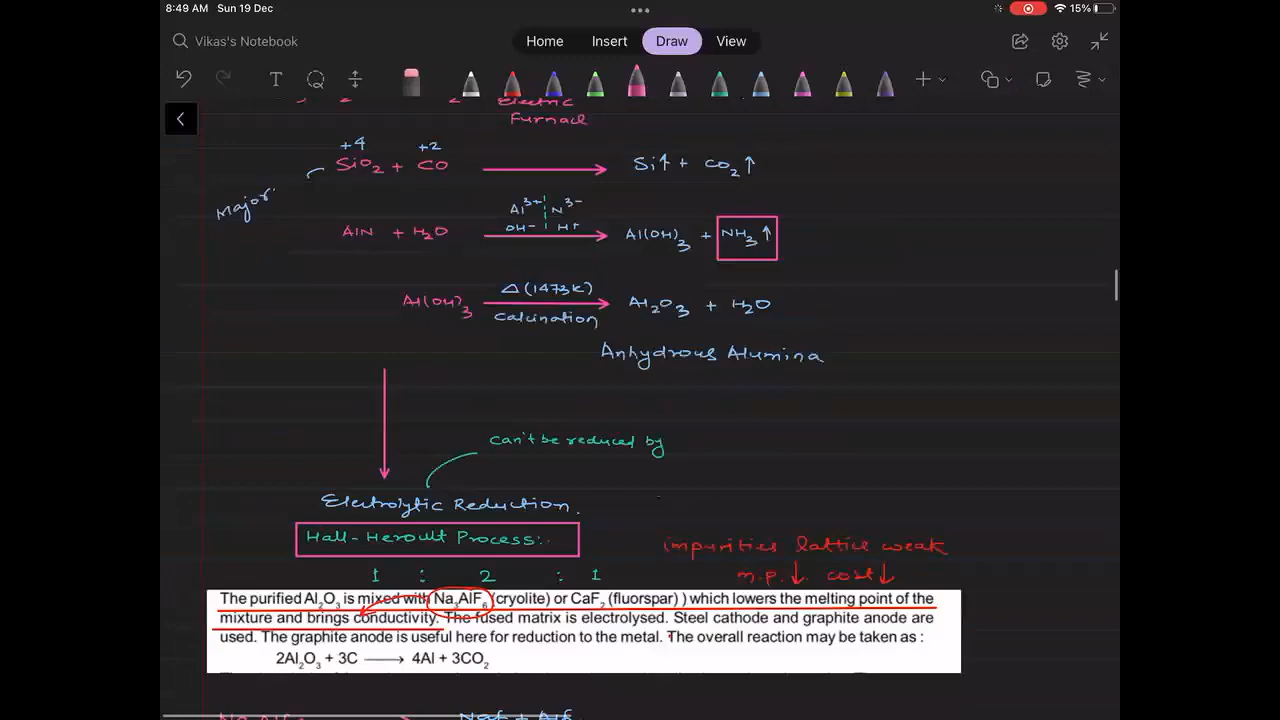 8:49 AM Sun 19 Dec
15%
Vikas's Notebook
Home Insert Draw View
Electric
Furnace
+4 +2
SiO2 + CO → Si↑ + CO2↑
Major
Al3+ N3-
OH- H+
AlN + H2O → Al(OH)3 + NH3↑
Δ(1473K)
Al(OH)3 → Al2O3 + H2O
Calcination
Anhydrous Alumina
Can't be reduced by
Electrolytic Reduction.
Hall-Heroult Process:.
impurities lattice weak
m.p.↓ cost↓
1 : 2 : 1
The purified Al2O3 is mixed with Na3AlF6 (cryolite) or CaF2 (fluorspar) ) which lowers the melting point of the
mixture and brings conductivity. The fused matrix is electrolysed. Steel cathode and graphite anode are
used. The graphite anode is useful here for reduction to the metal. The overall reaction may be taken as :
2Al2O3 + 3C ⟶ 4Al + 3CO2